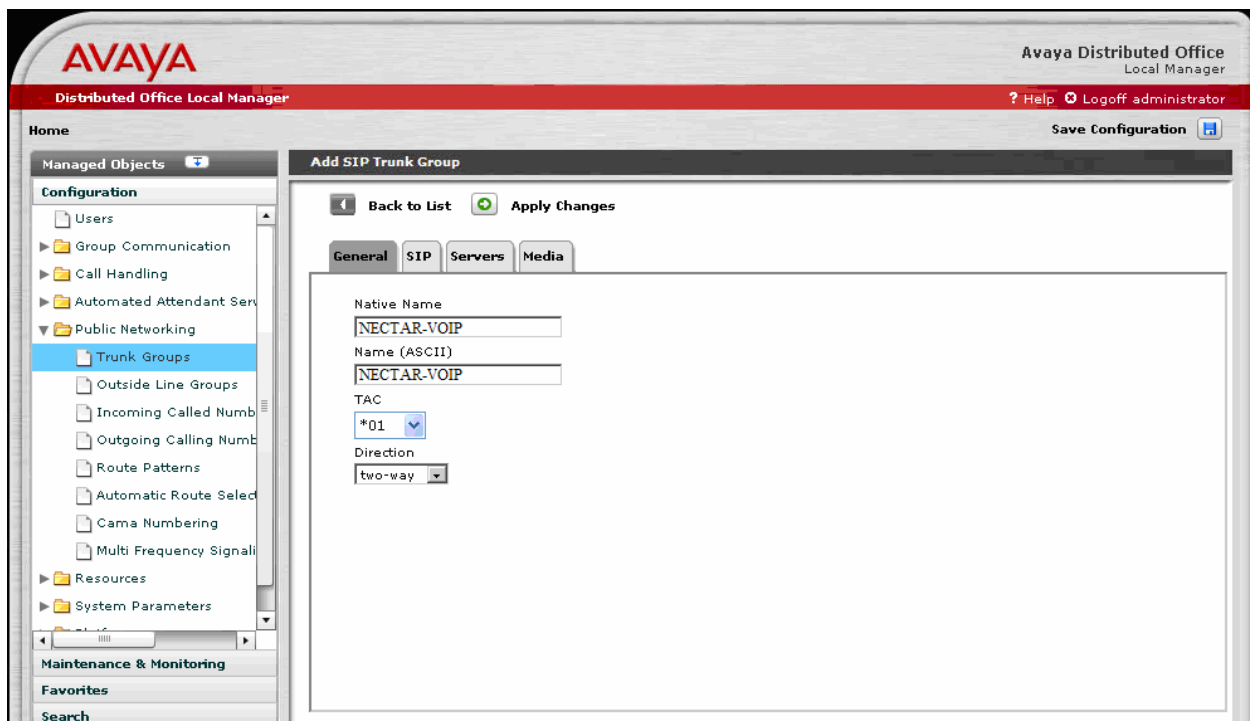 AVAYA
Avaya Distributed Office
Local Manager
Distributed Office Local Manager
? Help Logoff administrator
Home
Save Configuration
Managed Objects
Add SIP Trunk Group
Configuration
Back to List Apply Changes
Users
Group Communication
Call Handling
Automated Attendant Serv
Public Networking
Trunk Groups
Outside Line Groups
Incoming Called Numb
Outgoing Calling Numb
Route Patterns
Automatic Route Select
Cama Numbering
Multi Frequency Signali
Resources
System Parameters
Maintenance & Monitoring
Favorites
Search
General SIP Servers Media
Native Name
NECTAR-VOIP
Name (ASCII)
NECTAR-VOIP
TAC
*01
Direction
two-way